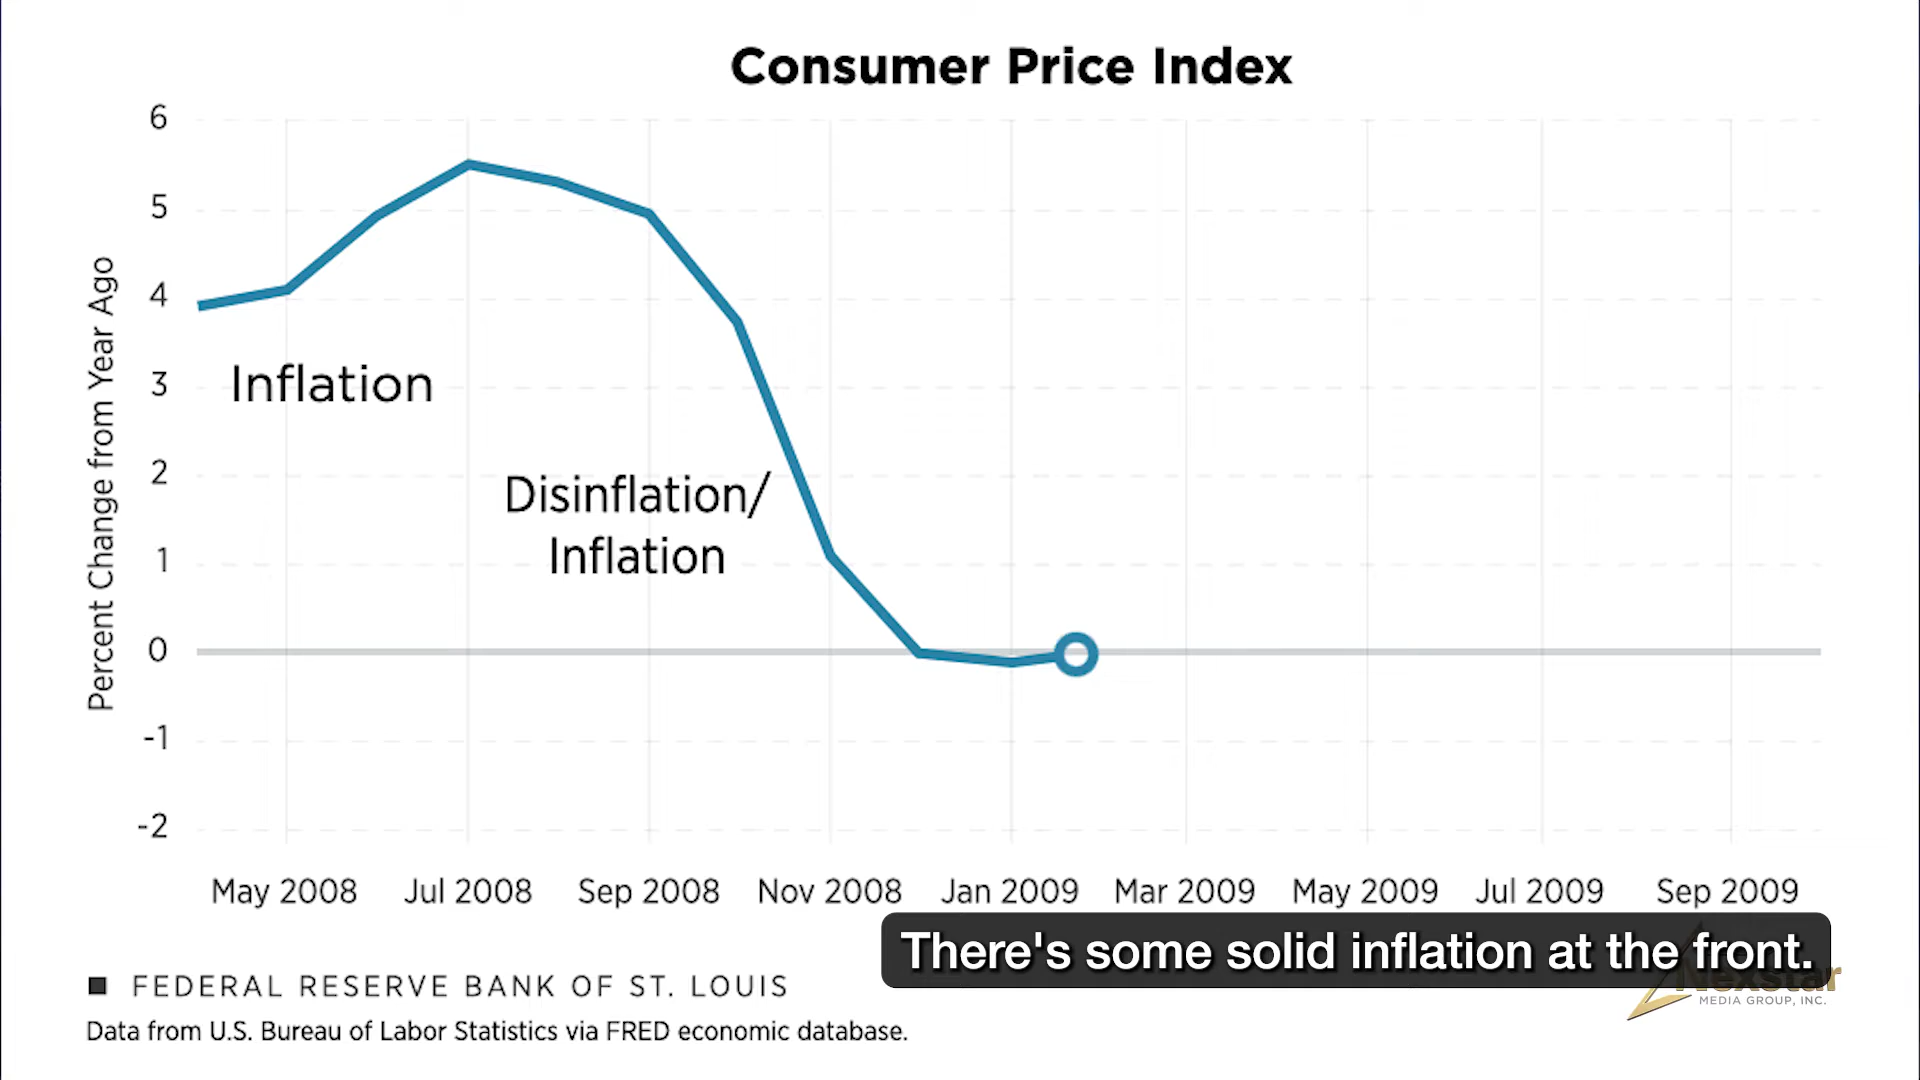 Consumer Price Index
6
5
4
3
2
1
0
-1
-2
Percent Change from Year Ago
Inflation
Disinflation/
Inflation
May 2008 Jul 2008 Sep 2008 Nov 2008 Jan 2009 Mar 2009 May 2009 Jul 2009 Sep 2009
There's some solid inflation at the front.
FEDERAL RESERVE BANK OF ST. LOUIS
Nexstar
MEDIA GROUP, INC.
Data from U.S. Bureau of Labor Statistics via FRED economic database.